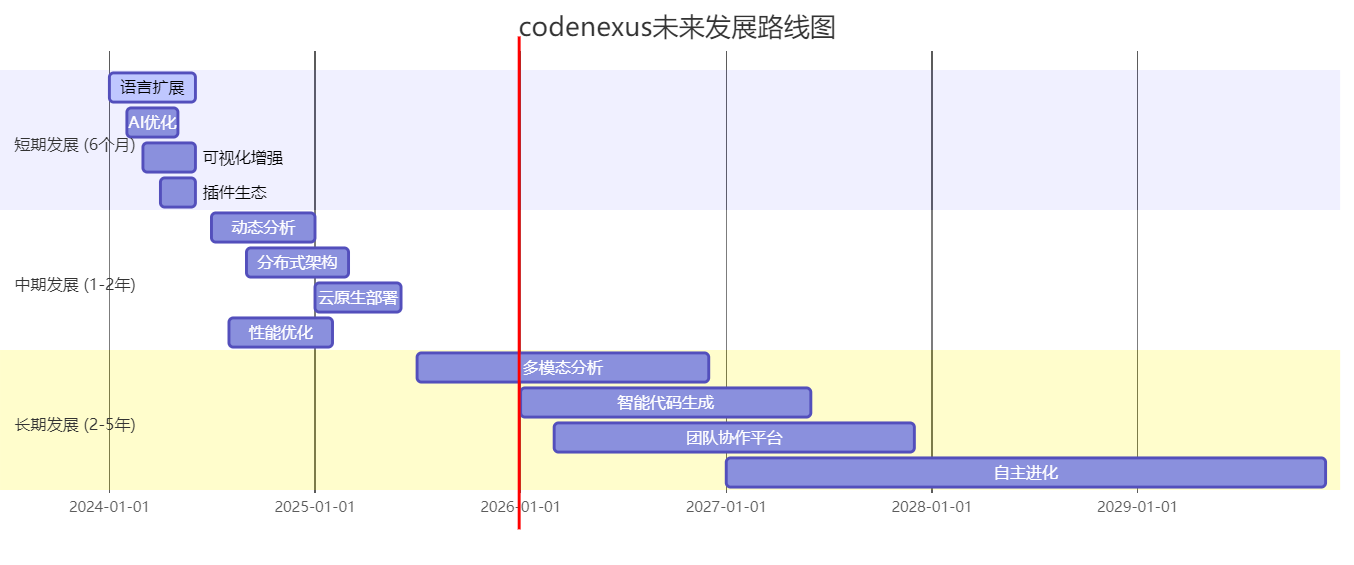 codenexus未来发展路线图
语言扩展
AI优化
短期发展 (6个月)
可视化增强
插件生态
动态分析
分布式架构
中期发展 (1-2年)
云原生部署
性能优化
多模态分析
智能代码生成
长期发展 (2-5年)
团队协作平台
自主进化
2024-01-01
2025-01-01
2026-01-01
2027-01-01
2028-01-01
2029-01-01